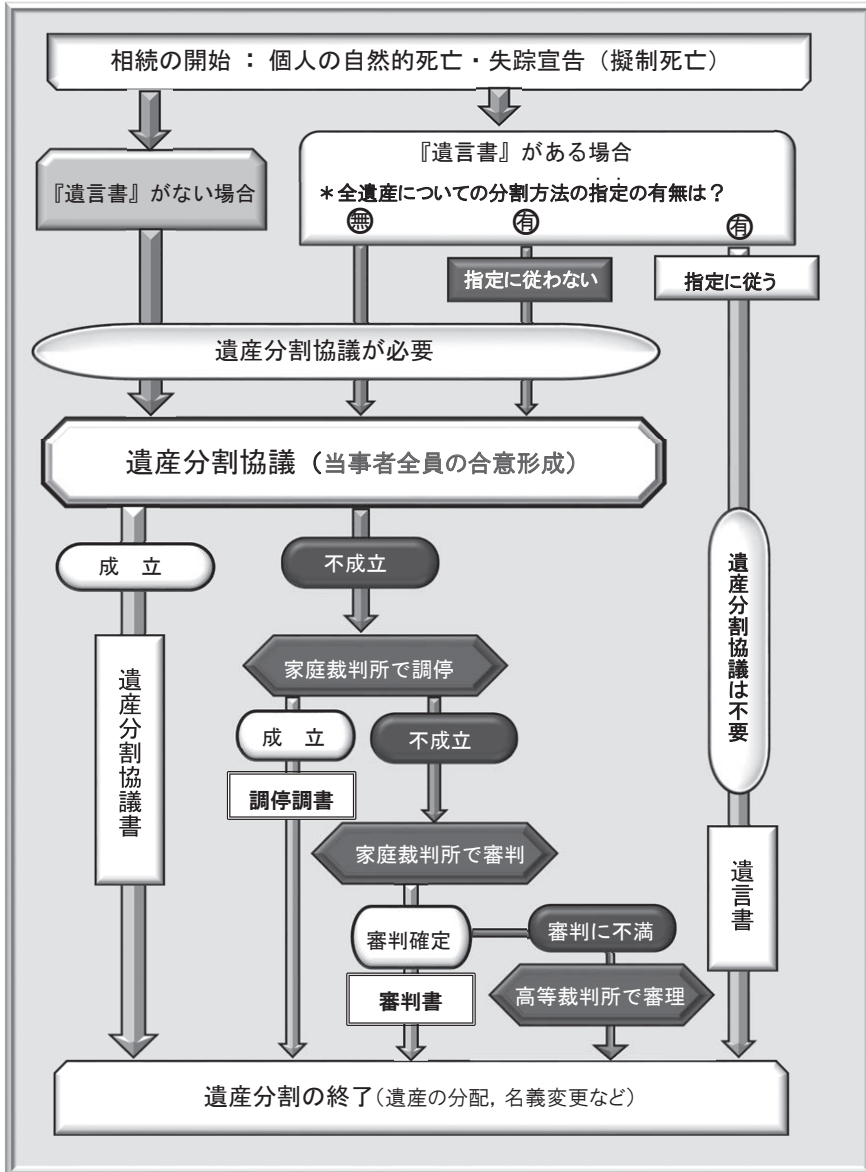 相続の開始 ： 個人の自然的死亡・失踪宣告（擬制死亡）
『遺言書』がない場合
『遺言書』がある場合
＊全遺産についての分割方法の指定の有無は？
無
有
有
指定に従わない
指定に従う
遺産分割協議が必要
遺産分割協議（当事者全員の合意形成）
成　立
不成立
遺産分割協議は不要
遺産分割協議書
家庭裁判所で調停
成　立
不成立
調停調書
家庭裁判所で審判
遺言書
審判確定
審判に不満
審判書
高等裁判所で審理
遺産分割の終了（遺産の分配，名義変更など）